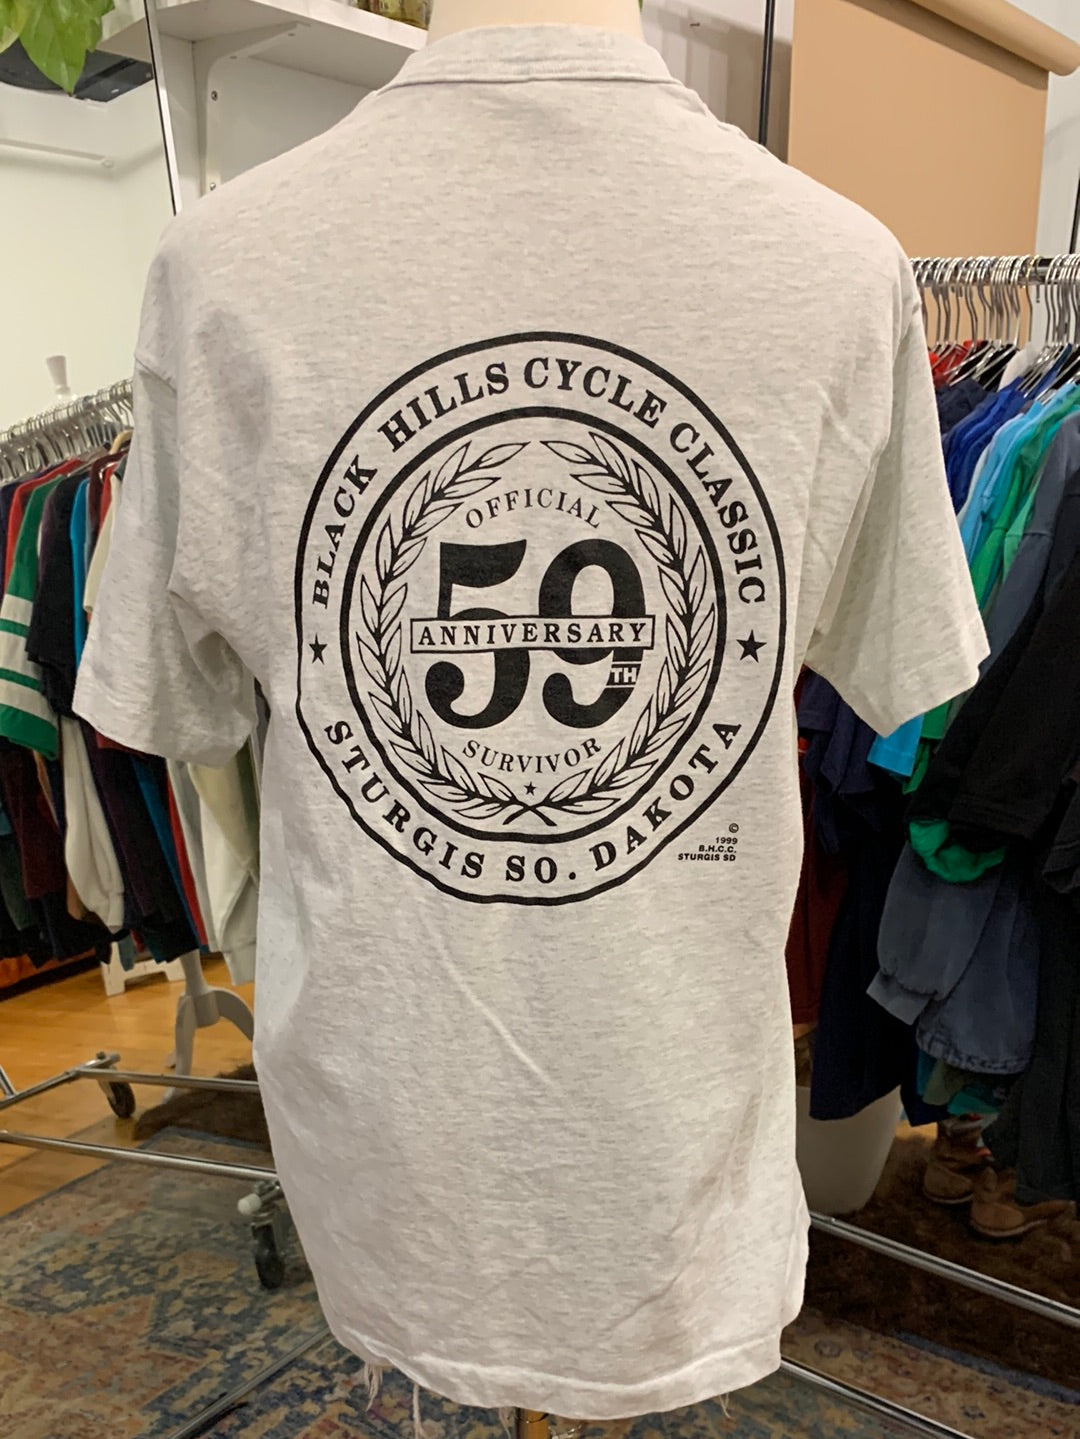 BLACK HILLS CYCLE CLASSIC
OFFICIAL
59TH
ANNIVERSARY
SURVIVOR
STURGIS SO. DAKOTA
©
1999
B.H.C.C.
STURGIS SD